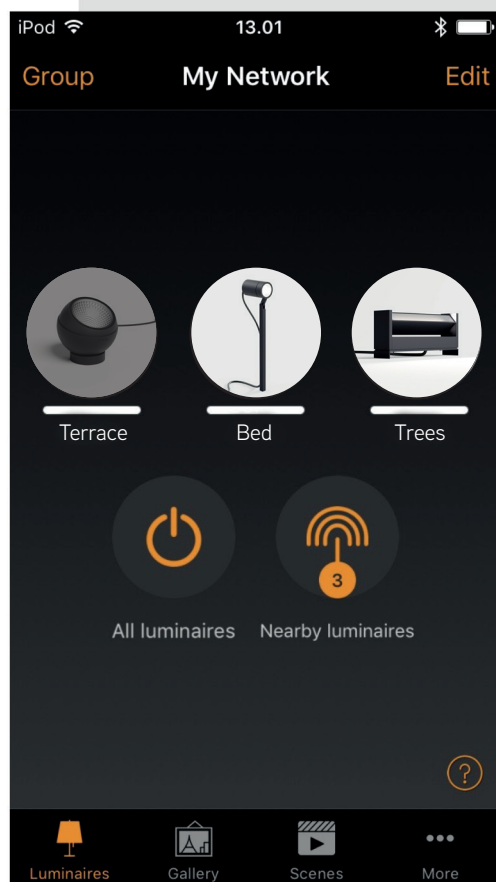 iPod 13.01
Group My Network Edit
Terrace Bed Trees
3
All luminaires Nearby luminaires
?
Luminaires Gallery Scenes More